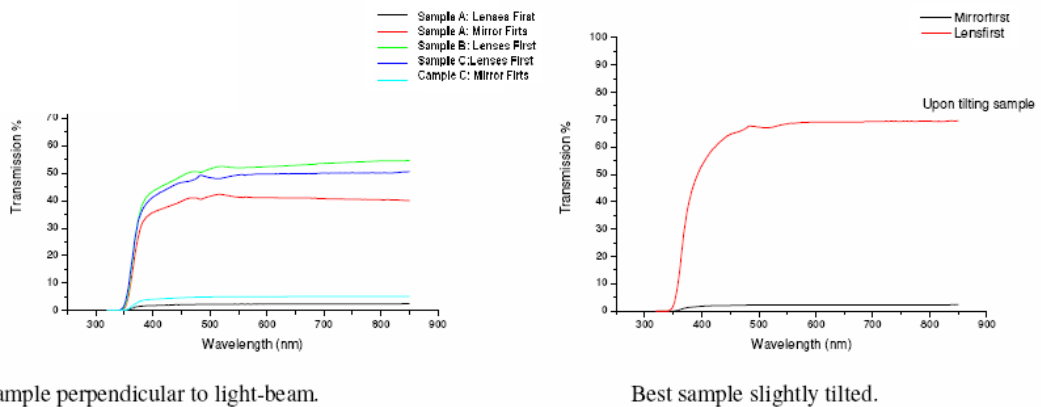 Sample A: Lenses First
Sample A: Mirror Firts
Sample B: Lenses First
Sample C:Lenses First
Cample C: Mirror Firts
70
60
50
40
30
20
10
0
Transmission %
300 400 500 600 700 800 900
Wavelength (nm)
ample perpendicular to light-beam.
Mirrorfirst
Lensfirst
Upon tilting sample
100
90
80
70
60
50
40
30
20
10
0
Transmission %
300 400 500 600 700 800 900
Wavelength (nm)
Best sample slightly tilted.